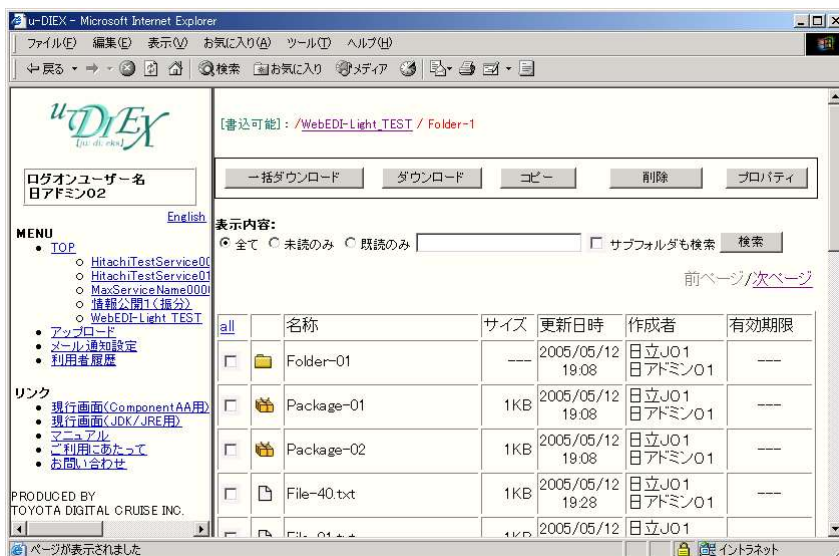 u-DIEX - Microsoft Internet Explorer
ファイル(F) 編集(E) 表示(V) お気に入り(A) ツール(T) ヘルプ(H)
戻る 検索 お気に入り メディア
uDIEX
[書込可能] : /WebEDI-Light_TEST / Folder-1
ログオンユーザー名
日アドミン02
English
MENU
TOP
HitachiTestService00
HitachiTestService01
MaxServiceName000
情報公開1(振分)
WebEDI-Light TEST
アップロード
メール通知設定
利用者履歴
リンク
現行画面(ComponentAA用)
現行画面(JDK/JRE用)
マニュアル
ご利用にあたって
お問い合わせ
PRODUCED BY
TOYOTA DIGITAL CRUISE INC.
一括ダウンロード ダウンロード コピー 削除 プロパティ
表示内容:
全て 未読のみ 既読のみ サブフォルダも検索 検索
前ページ/次ページ
all 名称 サイズ 更新日時 作成者 有効期限
Folder-01 --- 2005/05/12 19:08 日立JO1 日アドミン01 ---
Package-01 1KB 2005/05/12 19:08 日立JO1 日アドミン01 ---
Package-02 1KB 2005/05/12 19:08 日立JO1 日アドミン01 ---
File-40.txt 1KB 2005/05/12 19:28 日立JO1 日アドミン01 ---
2005/05/12 日立JO1
ページが表示されました イントラネット